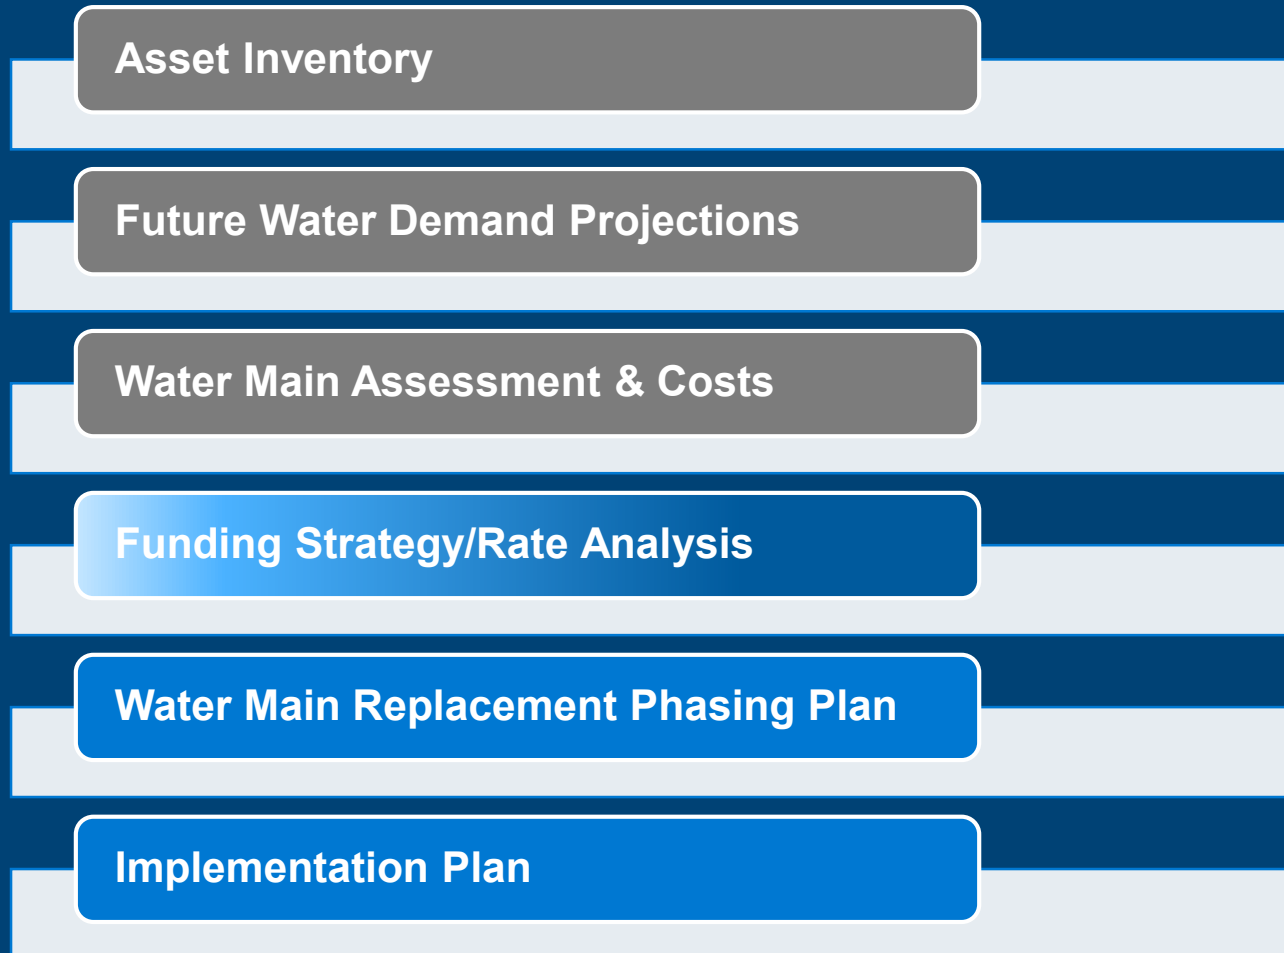 Asset Inventory
Future Water Demand Projections
Water Main Assessment & Costs
Funding Strategy/Rate Analysis
Water Main Replacement Phasing Plan
Implementation Plan